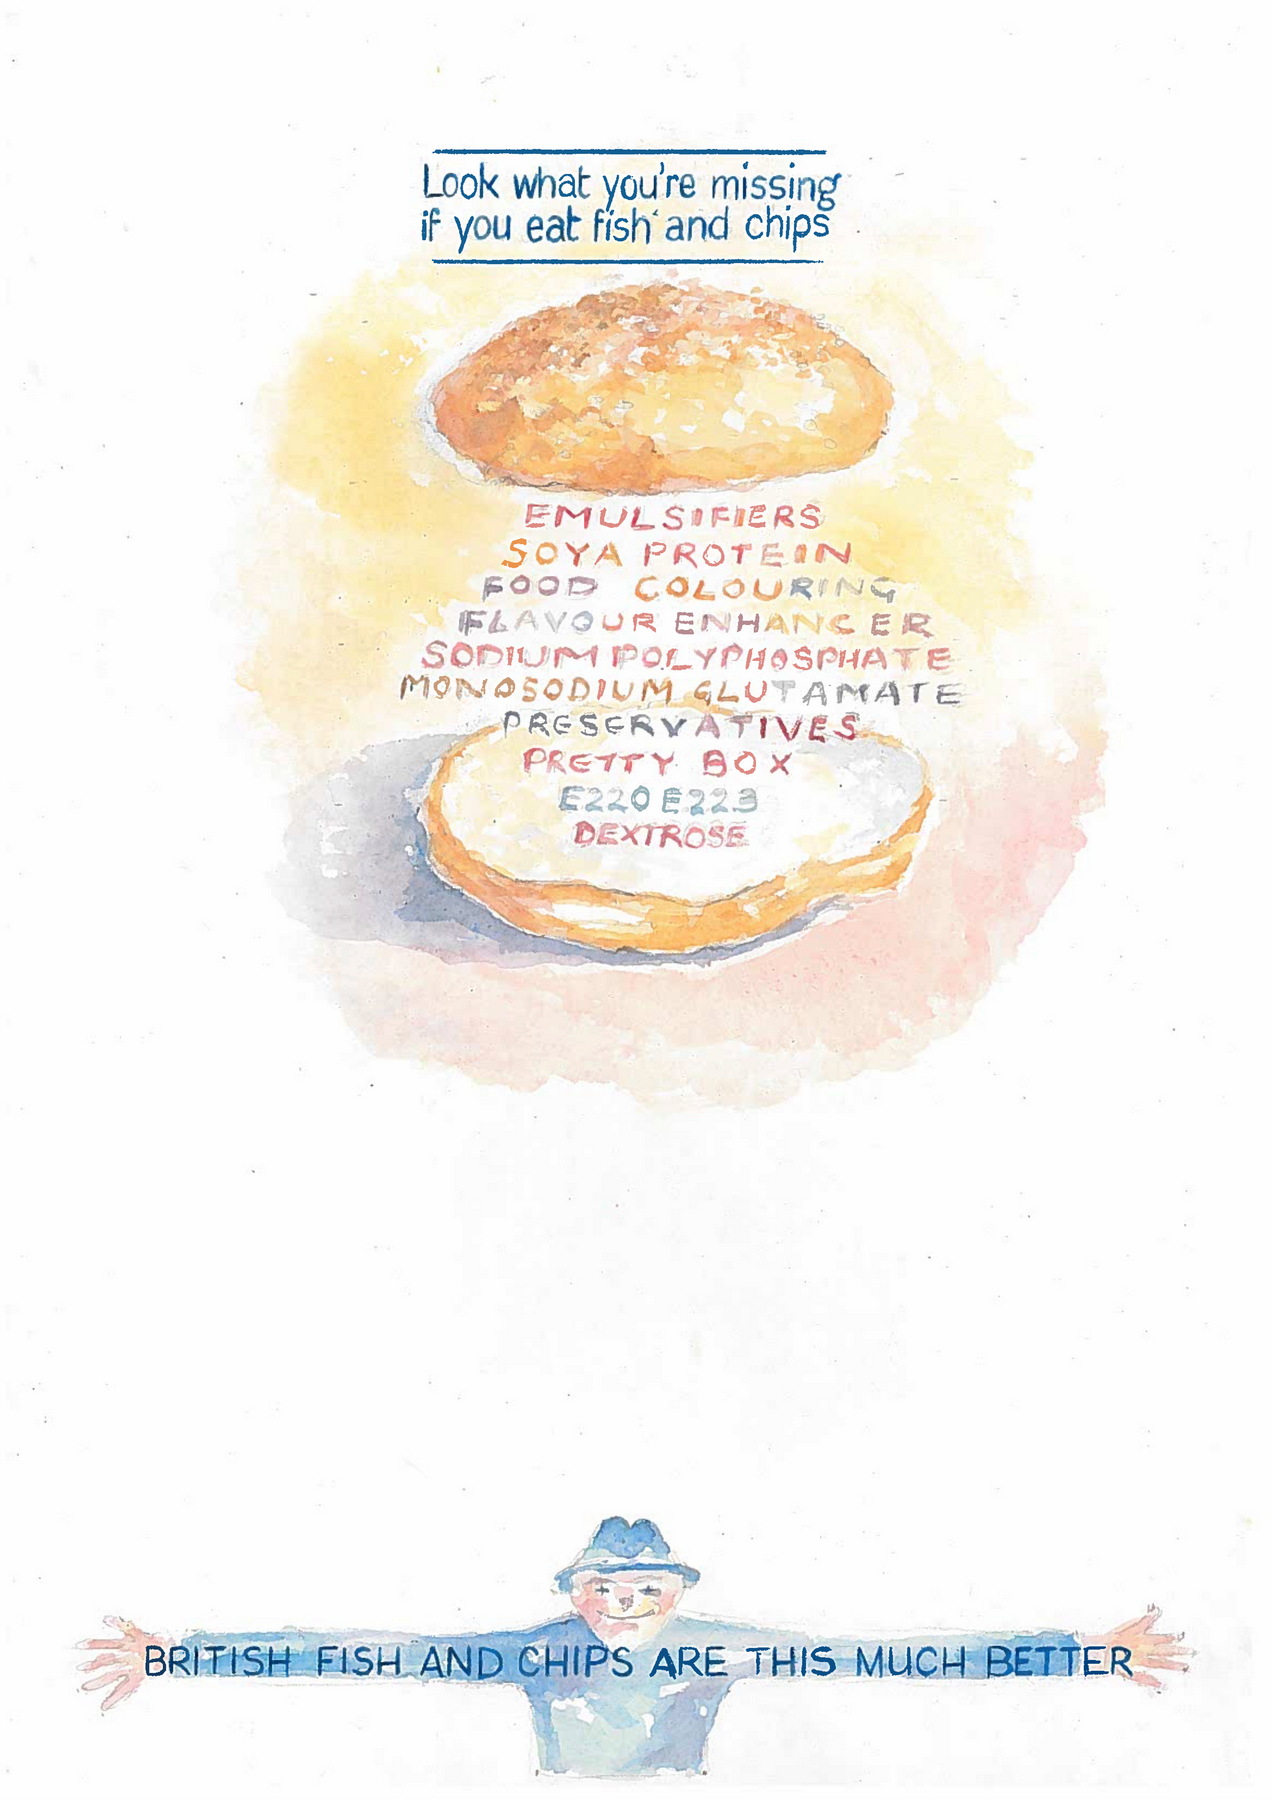 Look what you're missing
if you eat fish and chips
EMULSIFIERS
SOYA PROTEIN
FOOD COLOURING
FLAVOUR ENHANCER
SODIUM POLYPHOSPHATE
MONOSODIUM GLUTAMATE
PRESERVATIVES
PRETTY BOX
E220 E223
DEXTROSE
BRITISH FISH AND CHIPS ARE THIS MUCH BETTER